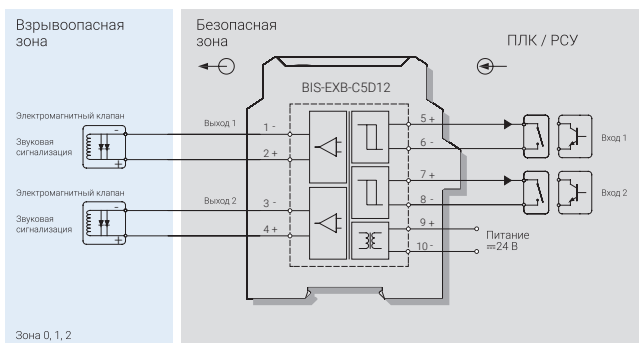 Взрывоопасная
зона
Безопасная
зона
ПЛК / РСУ
BIS-EXB-C5D12
Электромагнитный клапан
Звуковая
сигнализация
-
+
Выход 1
1 -
2 +
5 +
6 -
Вход 1
Электромагнитный клапан
Звуковая
сигнализация
-
+
Выход 2
3 -
4 +
7 +
8 -
Вход 2
9 +
10 -
Питание
⎓24 В
Зона 0, 1, 2